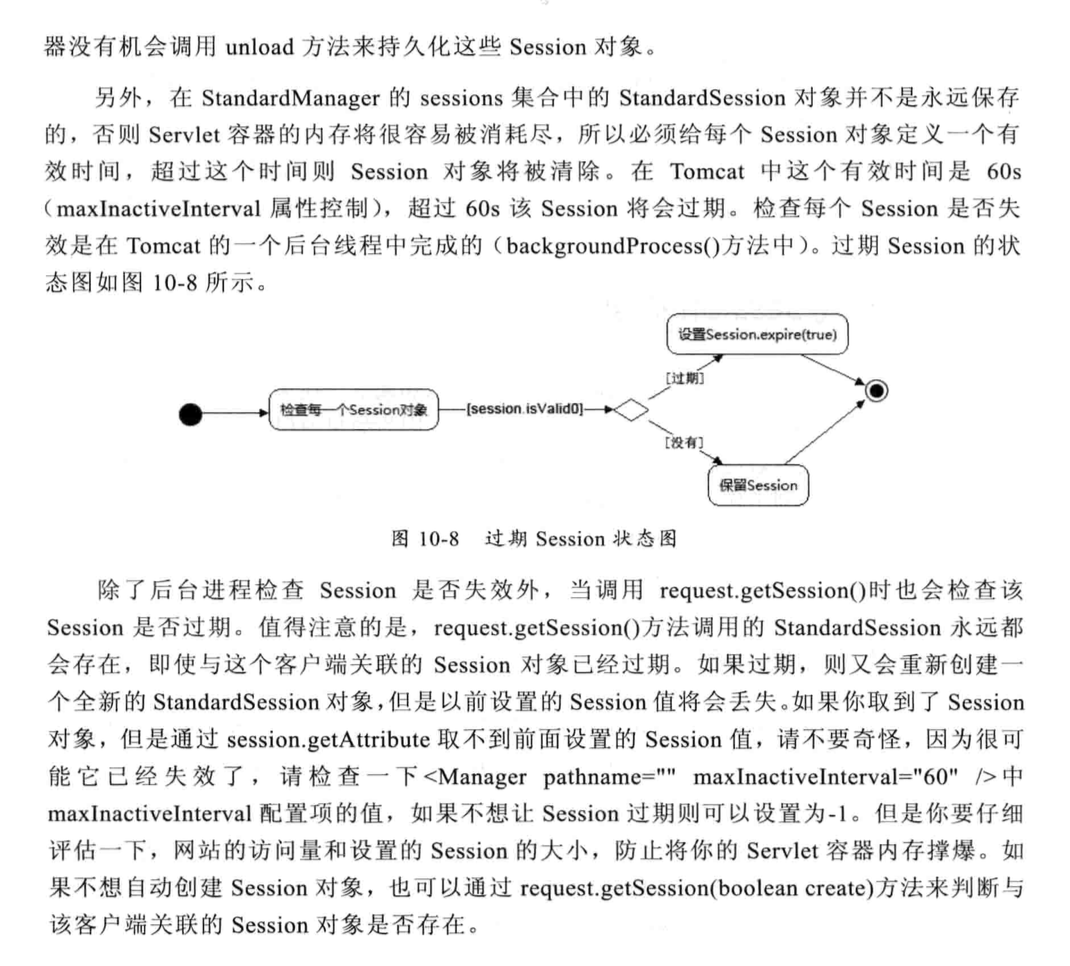 器没有机会调用 unload 方法来持久化这些 Session 对象。
另外，在 StandardManager 的 sessions 集合中的 StandardSession 对象并不是永远保存
的，否则 Servlet 容器的内存将很容易被消耗尽，所以必须给每个 Session 对象定义一个有
效时间，超过这个时间则 Session 对象将被清除。在 Tomcat 中这个有效时间是 60s
（maxInactiveInterval 属性控制），超过 60s 该 Session 将会过期。检查每个 Session 是否失
效是在 Tomcat 的一个后台线程中完成的（backgroundProcess()方法中）。过期 Session 的状
态图如图 10-8 所示。
设置Session.expire(true)
[过期]
检查每一个Session对象
[session.isValid()]
[没有]
保留Session
图 10-8 过期 Session 状态图
除了后台进程检查 Session 是否失效外，当调用 request.getSession()时也会检查该
Session 是否过期。值得注意的是，request.getSession()方法调用的 StandardSession 永远都
会存在，即使与这个客户端关联的 Session 对象已经过期。如果过期，则又会重新创建一
个全新的 StandardSession 对象，但是以前设置的 Session 值将会丢失。如果你取到了 Session
对象，但是通过 session.getAttribute 取不到前面设置的 Session 值，请不要奇怪，因为很可
能它已经失效了，请检查一下<Manager pathname="" maxInactiveInterval="60" />中
maxInactiveInterval 配置项的值，如果不想让 Session 过期则可以设置为-1。但是你要仔细
评估一下，网站的访问量和设置的 Session 的大小，防止将你的 Servlet 容器内存撑爆。如
果不想自动创建 Session 对象，也可以通过 request.getSession(boolean create)方法来判断与
该客户端关联的 Session 对象是否存在。